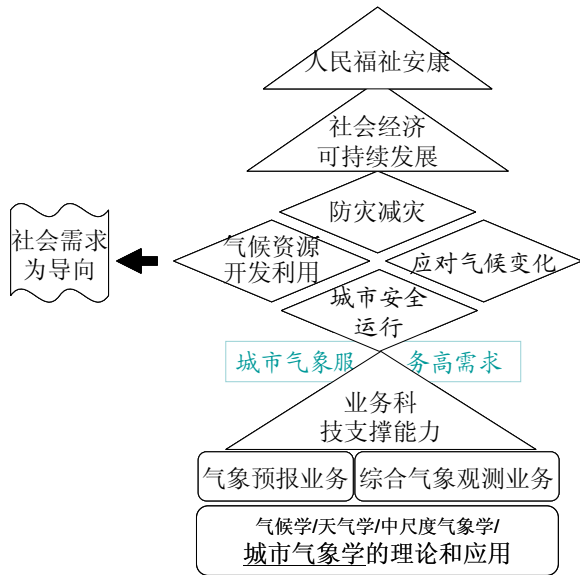 人民福祉安康
社会经济
可持续发展
防灾减灾
社会需求
为导向
气候资源
开发利用
应对气候变化
城市安全
运行
城市气象服 务高需求
业务科
技支撑能力
气象预报业务
综合气象观测业务
气候学/天气学/中尺度气象学/
城市气象学的理论和应用